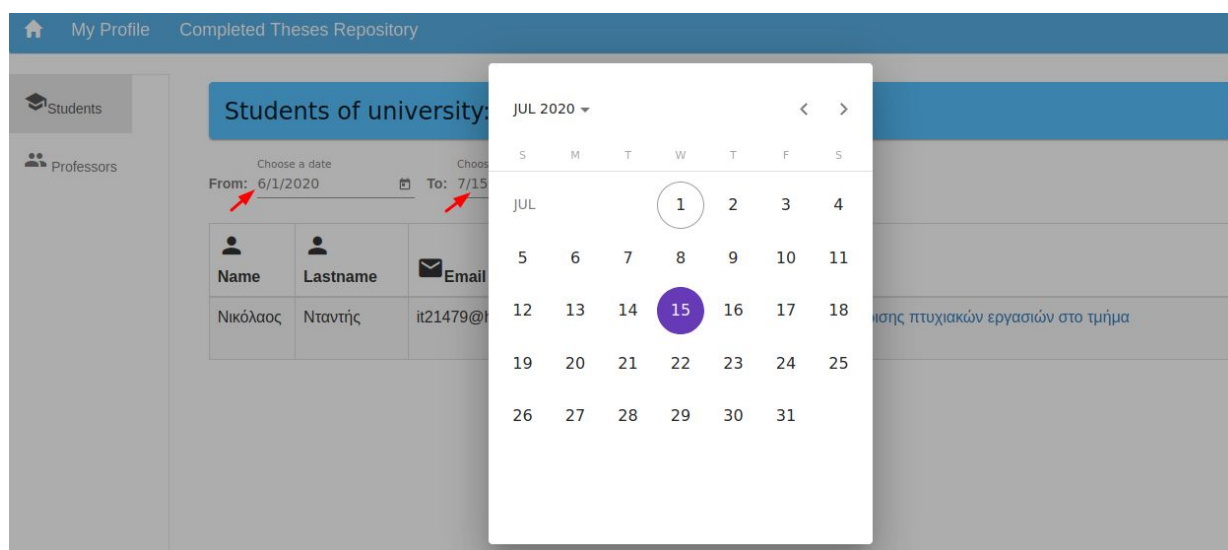 My Profile Completed Theses Repository
Students
Professors
Students of university:
Choose a date
From: 6/1/2020 To: 7/15
Name Lastname Email
Νικόλαος Νταντής it21479@ πτυχιακών εργασιών στο τμήμα
JUL 2020
S M T W T F S
JUL 1 2 3 4
5 6 7 8 9 10 11
12 13 14 15 16 17 18
19 20 21 22 23 24 25
26 27 28 29 30 31